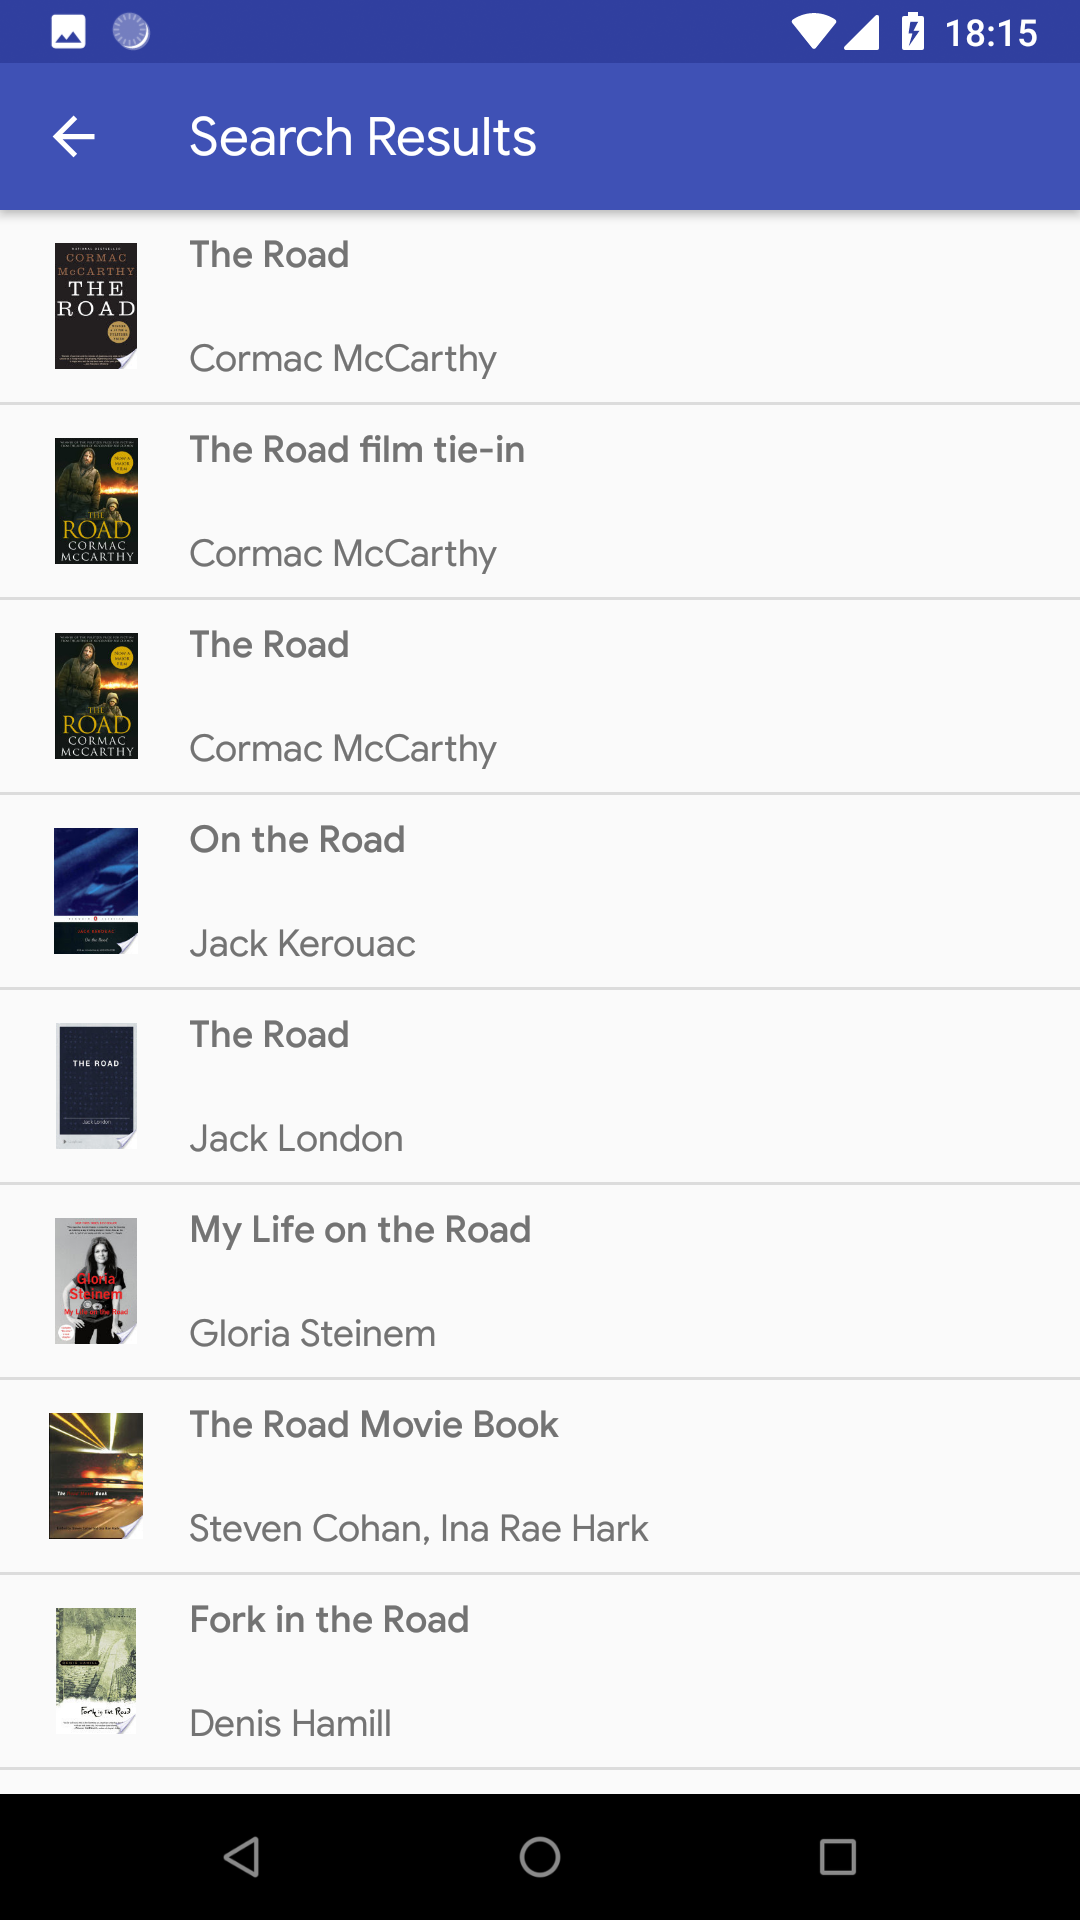 18:15
Search Results
CORMAC
McCARTHY
THE
ROAD
The Road
Cormac McCarthy
THE
ROAD
CORMAC
MCCARTHY
The Road film tie-in
Cormac McCarthy
THE
ROAD
CORMAC
MCCARTHY
The Road
Cormac McCarthy
On the Road
On the Road
Jack Kerouac
THE ROAD
Jack London
The Road
Jack London
Gloria
Steinem
My Life on the Road
My Life on the Road
Gloria Steinem
The Road Movie Book
Steven Cohan, Ina Rae Hark
Fork in the Road
Fork in the Road
Denis Hamill